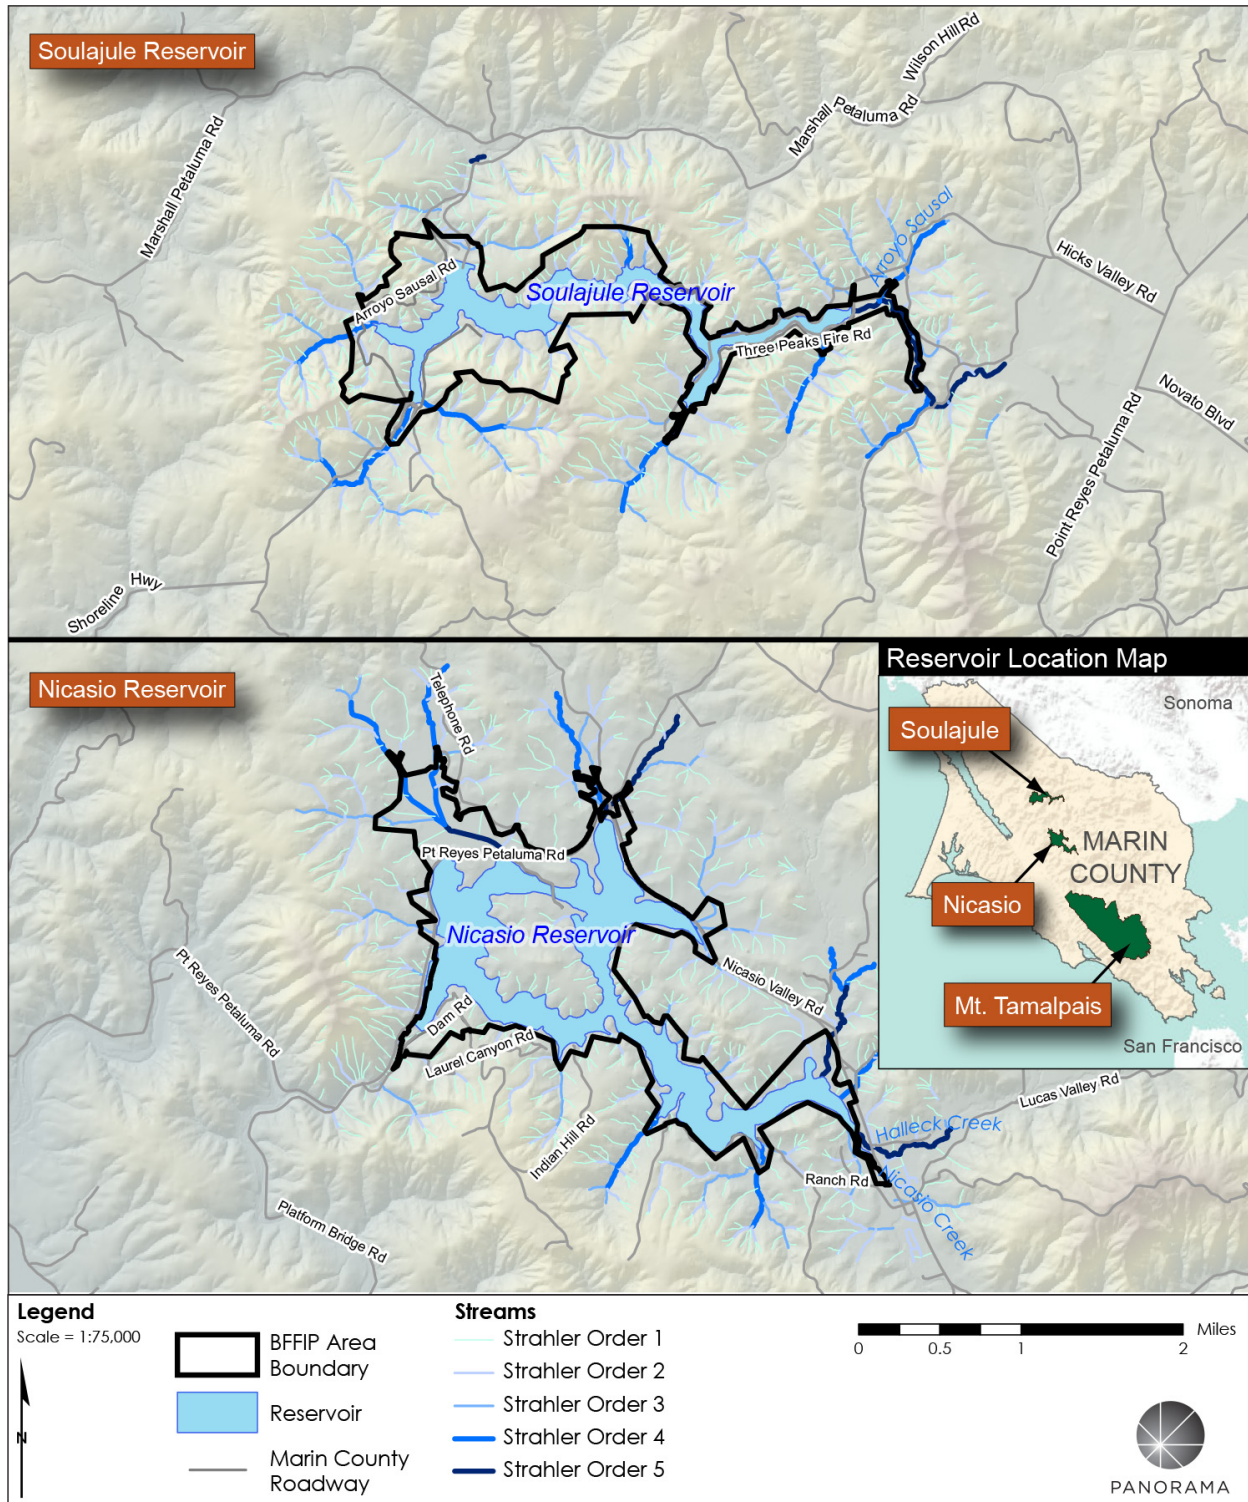 Soulajule Reservoir
Wilson Hill Rd
Marshall Petaluma Rd
Marshall Petaluma Rd
Arroyo Sausal
Hicks Valley Rd
Arroyo Sausal Rd
Soulajule Reservoir
Three Peaks Fire Rd
Novato Blvd
Point Reyes Petaluma Rd
Shoreline Hwy
Nicasio Reservoir
Telephone Rd
Pt Reyes Petaluma Rd
Nicasio Reservoir
Pt Reyes Petaluma Rd
Nicasio Valley Rd
Dam Rd
Laurel Canyon Rd
Indian Hill Rd
Ranch Rd
Halleck Creek
Nicasio Creek
Lucas Valley Rd
Platform Bridge Rd
Reservoir Location Map
Sonoma
Soulajule
MARIN
COUNTY
Nicasio
Mt. Tamalpais
San Francisco
Legend
Scale = 1:75,000
N
BFFIP Area
Boundary
Reservoir
Marin County
Roadway
Streams
Strahler Order 1
Strahler Order 2
Strahler Order 3
Strahler Order 4
Strahler Order 5
Miles
0 0.5 1 2
PANORAMA